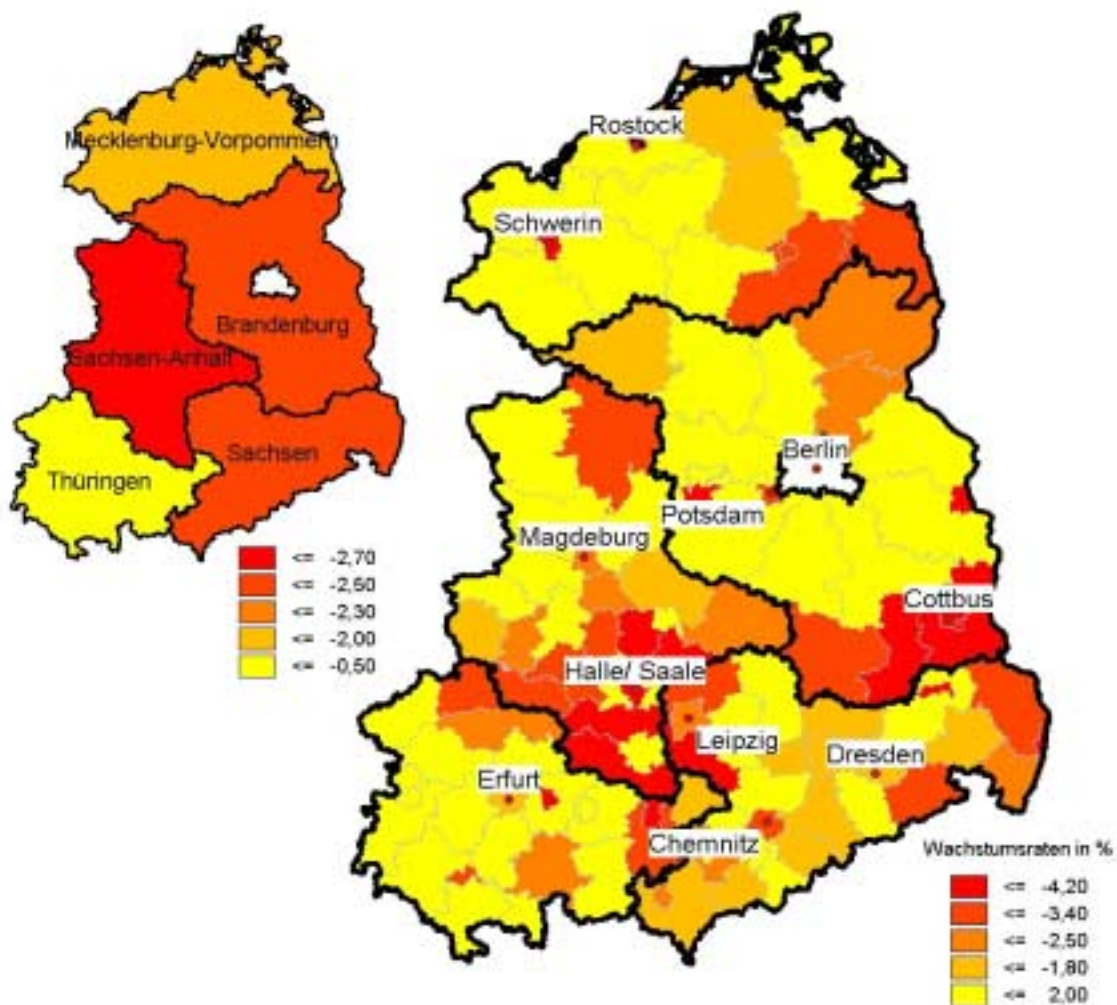 Mecklenburg-Vorpommern
Brandenburg
Sachsen-Anhalt
Sachsen
Thüringen
<= -2,70
<= -2,50
<= -2,30
<= -2,00
<= -0,50
Rostock
Schwerin
Berlin
Potsdam
Magdeburg
Cottbus
Halle/ Saale
Leipzig
Dresden
Erfurt
Chemnitz
Wachstumsraten in %
<= -4,20
<= -3,40
<= -2,50
<= -1,80
<= 2,00